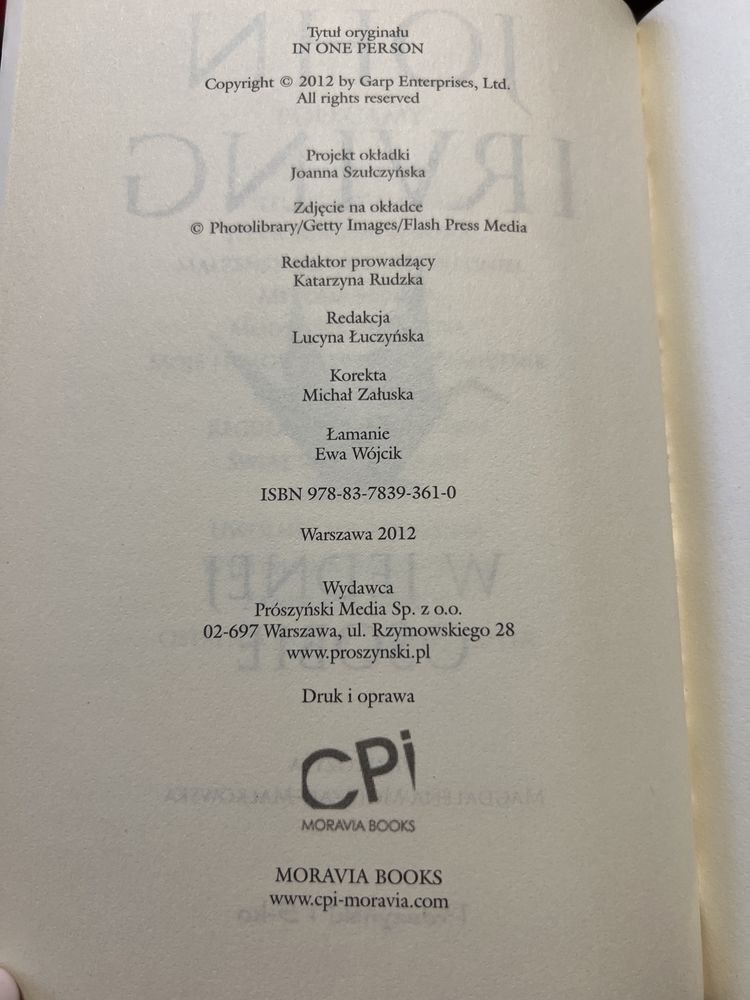 Tytuł oryginału
IN ONE PERSON
Copyright © 2012 by Garp Enterprises, Ltd.
All rights reserved
Projekt okładki
Joanna Szułczyńska
Zdjęcie na okładce
© Photolibrary/Getty Images/Flash Press Media
Redaktor prowadzący
Katarzyna Rudzka
Redakcja
Lucyna Łuczyńska
Korekta
Michał Załuska
Łamanie
Ewa Wójcik
ISBN 978-83-7839-361-0
Warszawa 2012
Wydawca
Prószyński Media Sp. z o.o.
02-697 Warszawa, ul. Rzymowskiego 28
www.proszynski.pl
Druk i oprawa
CPi
MORAVIA BOOKS
MORAVIA BOOKS
www.cpi-moravia.com